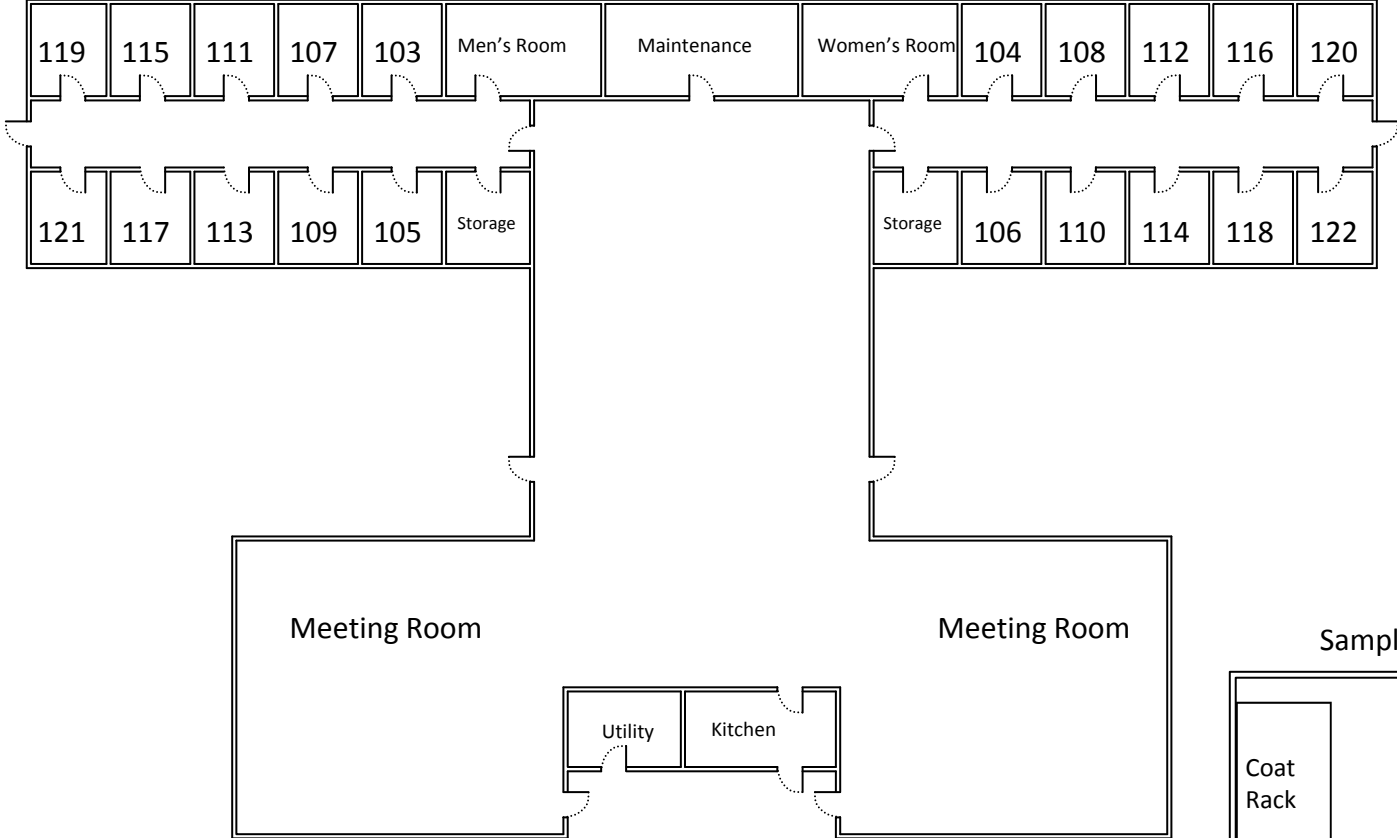 119 115 111 107 103 Men’s Room Maintenance Women’s Room 104 108 112 116 120
121 117 113 109 105 Storage Storage 106 110 114 118 122
Meeting Room Meeting Room
Sampl
Utility Kitchen
Coat
Rack